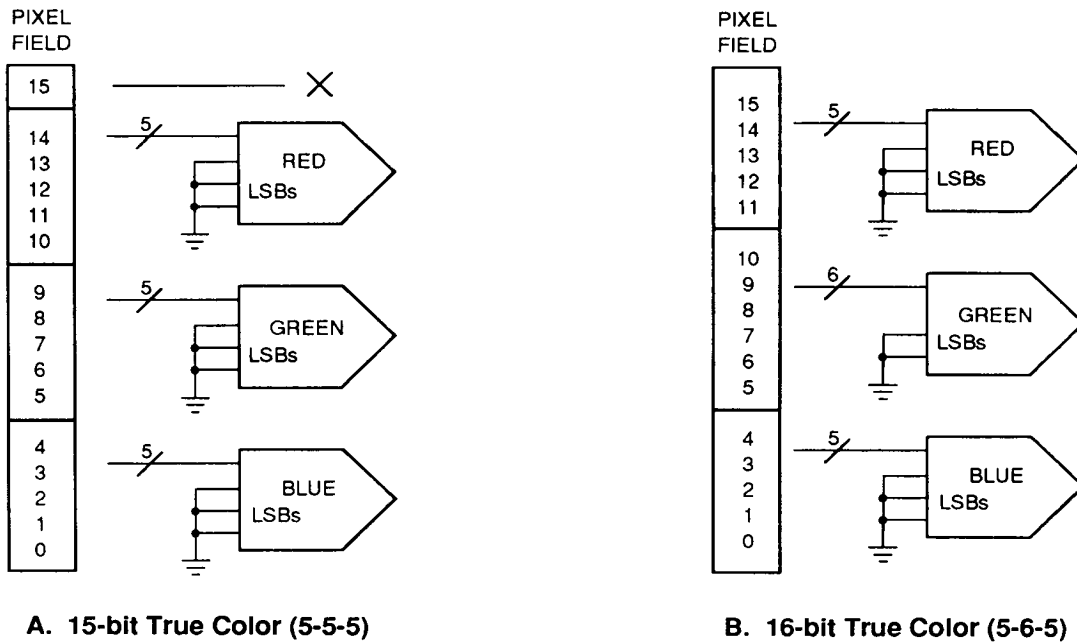 PIXEL
FIELD
15
14
13
12
11
10
9
8
7
6
5
4
3
2
1
0
5
RED
LSBs
5
GREEN
LSBs
5
BLUE
LSBs
A. 15-bit True Color (5-5-5)
PIXEL
FIELD
15
14
13
12
11
10
9
8
7
6
5
4
3
2
1
0
5
RED
LSBs
6
GREEN
LSBs
5
BLUE
LSBs
B. 16-bit True Color (5-6-5)